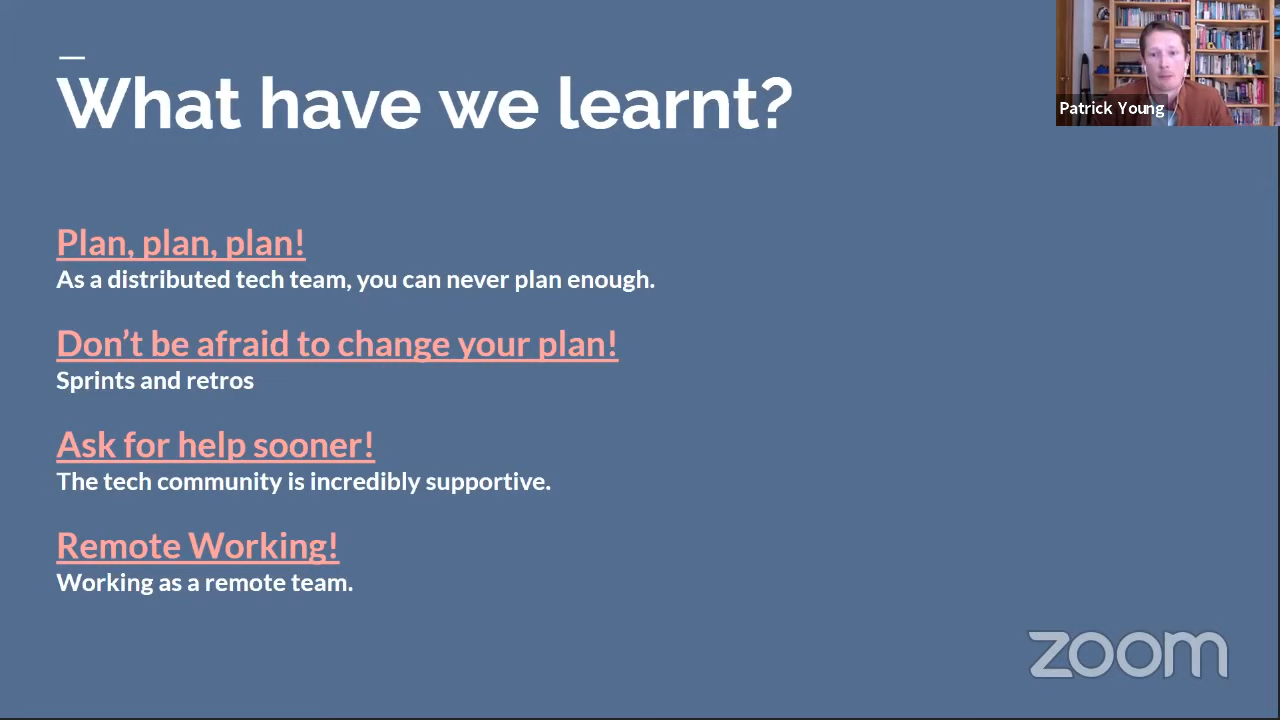 What have we learnt?
Patrick Young
Plan, plan, plan!
As a distributed tech team, you can never plan enough.
Don’t be afraid to change your plan!
Sprints and retros
Ask for help sooner!
The tech community is incredibly supportive.
Remote Working!
Working as a remote team.
zoom